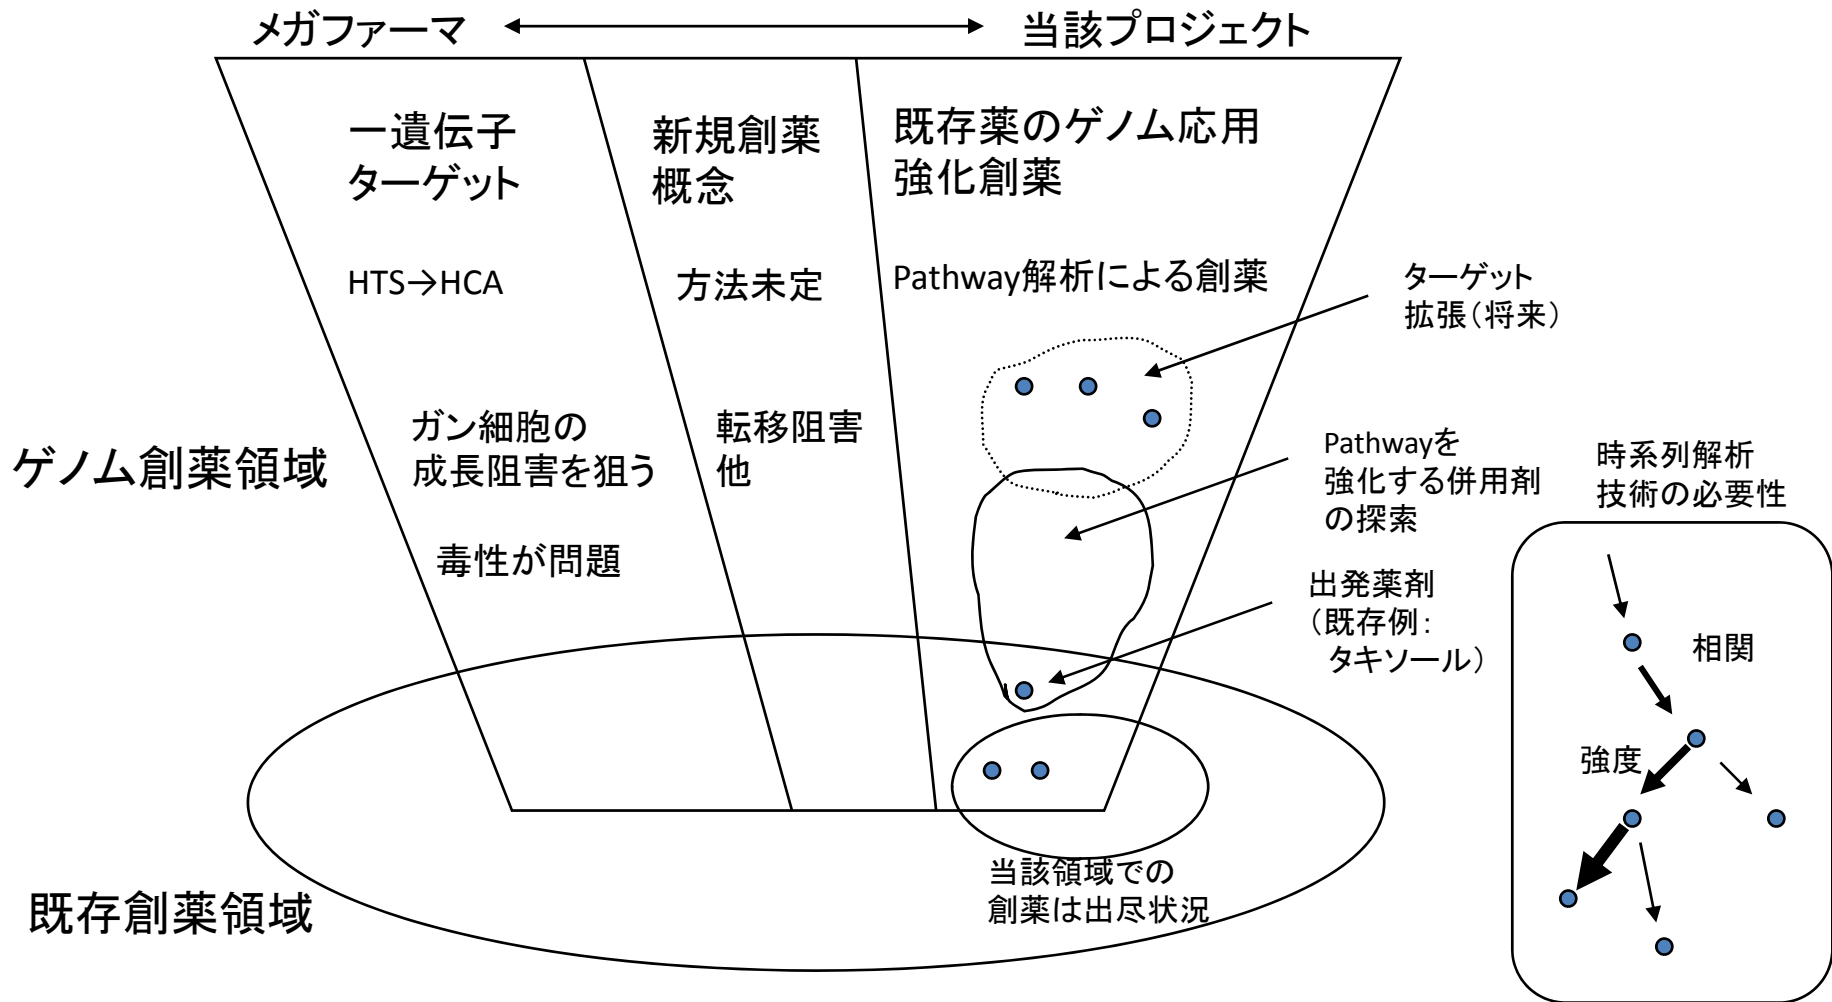 メガファーマ
当該プロジェクト
一遺伝子
ターゲット
新規創薬
概念
既存薬のゲノム応用
強化創薬
HTS→HCA
方法未定
Pathway解析による創薬
ターゲット
拡張（将来）
ゲノム創薬領域
ガン細胞の
成長阻害を狙う
転移阻害
他
Pathwayを
強化する併用剤
の探索
時系列解析
技術の必要性
毒性が問題
出発薬剤
（既存例：
タキソール）
相関
強度
当該領域での
創薬は出尽状況
既存創薬領域